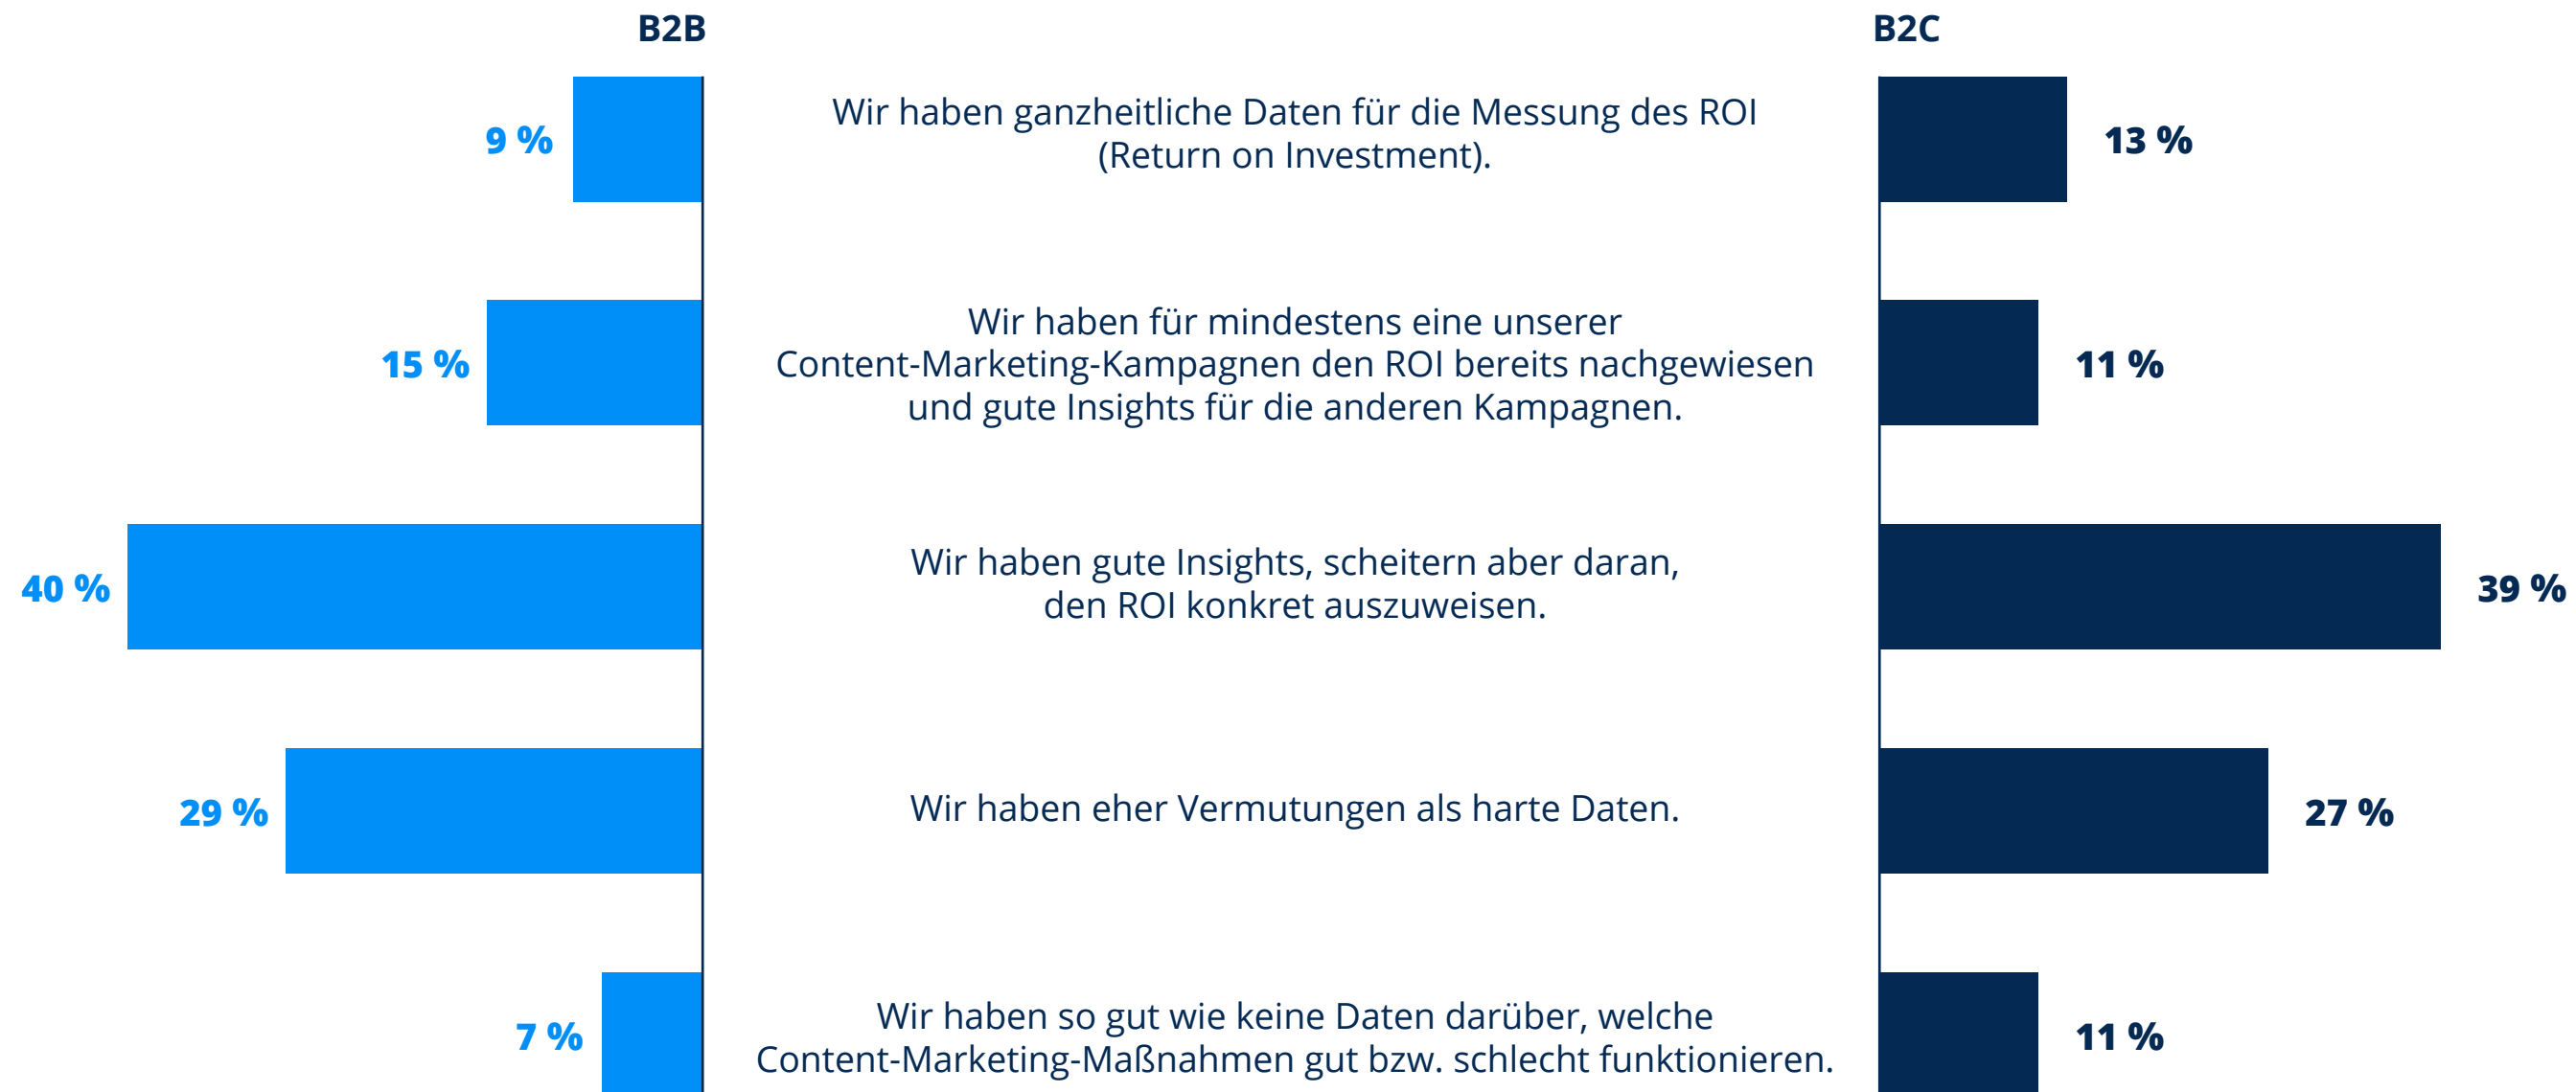 B2B
B2C
9 %
Wir haben ganzheitliche Daten für die Messung des ROI
(Return on Investment).
13 %
15 %
Wir haben für mindestens eine unserer
Content-Marketing-Kampagnen den ROI bereits nachgewiesen
und gute Insights für die anderen Kampagnen.
11 %
40 %
Wir haben gute Insights, scheitern aber daran,
den ROI konkret auszuweisen.
39 %
29 %
Wir haben eher Vermutungen als harte Daten.
27 %
7 %
Wir haben so gut wie keine Daten darüber, welche
Content-Marketing-Maßnahmen gut bzw. schlecht funktionieren.
11 %